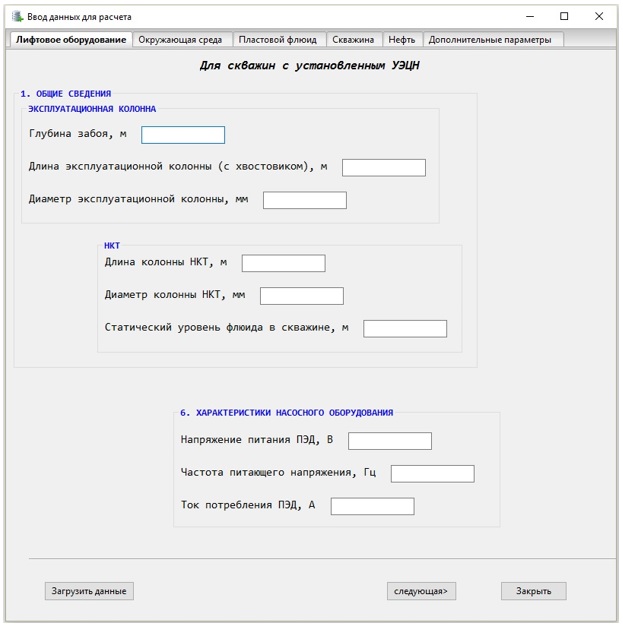 Ввод данных для расчета
Лифтовое оборудование Окружающая среда Пластовой флюид Скважина Нефть Дополнительные параметры
Для скважин с установленным УЭЦН
1. ОБЩИЕ СВЕДЕНИЯ
ЭКСПЛУАТАЦИОННАЯ КОЛОННА
Глубина забоя, м
Длина эксплуатационной колонны (с хвостовиком), м
Диаметр эксплуатационной колонны, мм
НКТ
Длина колонны НКТ, м
Диаметр колонны НКТ, мм
Статический уровень флюида в скважине, м
6. ХАРАКТЕРИСТИКИ НАСОСНОГО ОБОРУДОВАНИЯ
Напряжение питания ПЭД, В
Частота питающего напряжения, Гц
Ток потребления ПЭД, А
Загрузить данные следующая> Закрыть